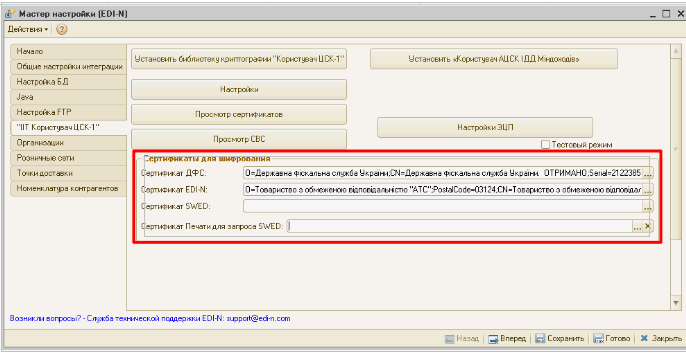 Мастер настройки (EDI-N)
Действия
Начало
Общие настройки интеграции
Настройка БД
Java
Настройка FTP
"ІІТ Користувач ЦСК-1"
Организации
Розничные сети
Точки доставки
Номенклатура контрагентов
Установить библиотеку криптографии "Користувач ЦСК-1"
Установить «Користувач АЦСК ІДД Міндоходів»
Настройки
Просмотр сертификатов
Просмотр СВС
Настройки ЭЦП
Тестовый режим
Сертификаты для шифрования
Сертификат ДФС: O=Державна фіскальна служба України;CN=Державна фіскальна служба України. ОТРИМАНО;Serial=2122385 ...
Сертификат EDI-N: O=Товариство з обмеженою відповідальністю "АТС";PostalCode=03124;CN=Товариство з обмеженою відповідал ...
Сертификат SWED: ...
Сертификат Печати для запроса SWED: ... ×
Возникли вопросы? - Служба технической поддержки EDI-N: support@edi-n.com
Назад Вперед Сохранить Готово Закрыть